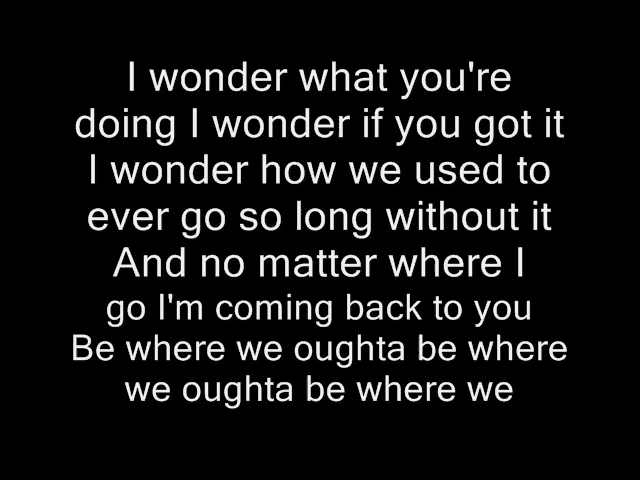 I wonder what you're
doing I wonder if you got it
I wonder how we used to
ever go so long without it
And no matter where I
go I'm coming back to you
Be where we oughta be where
we oughta be where we